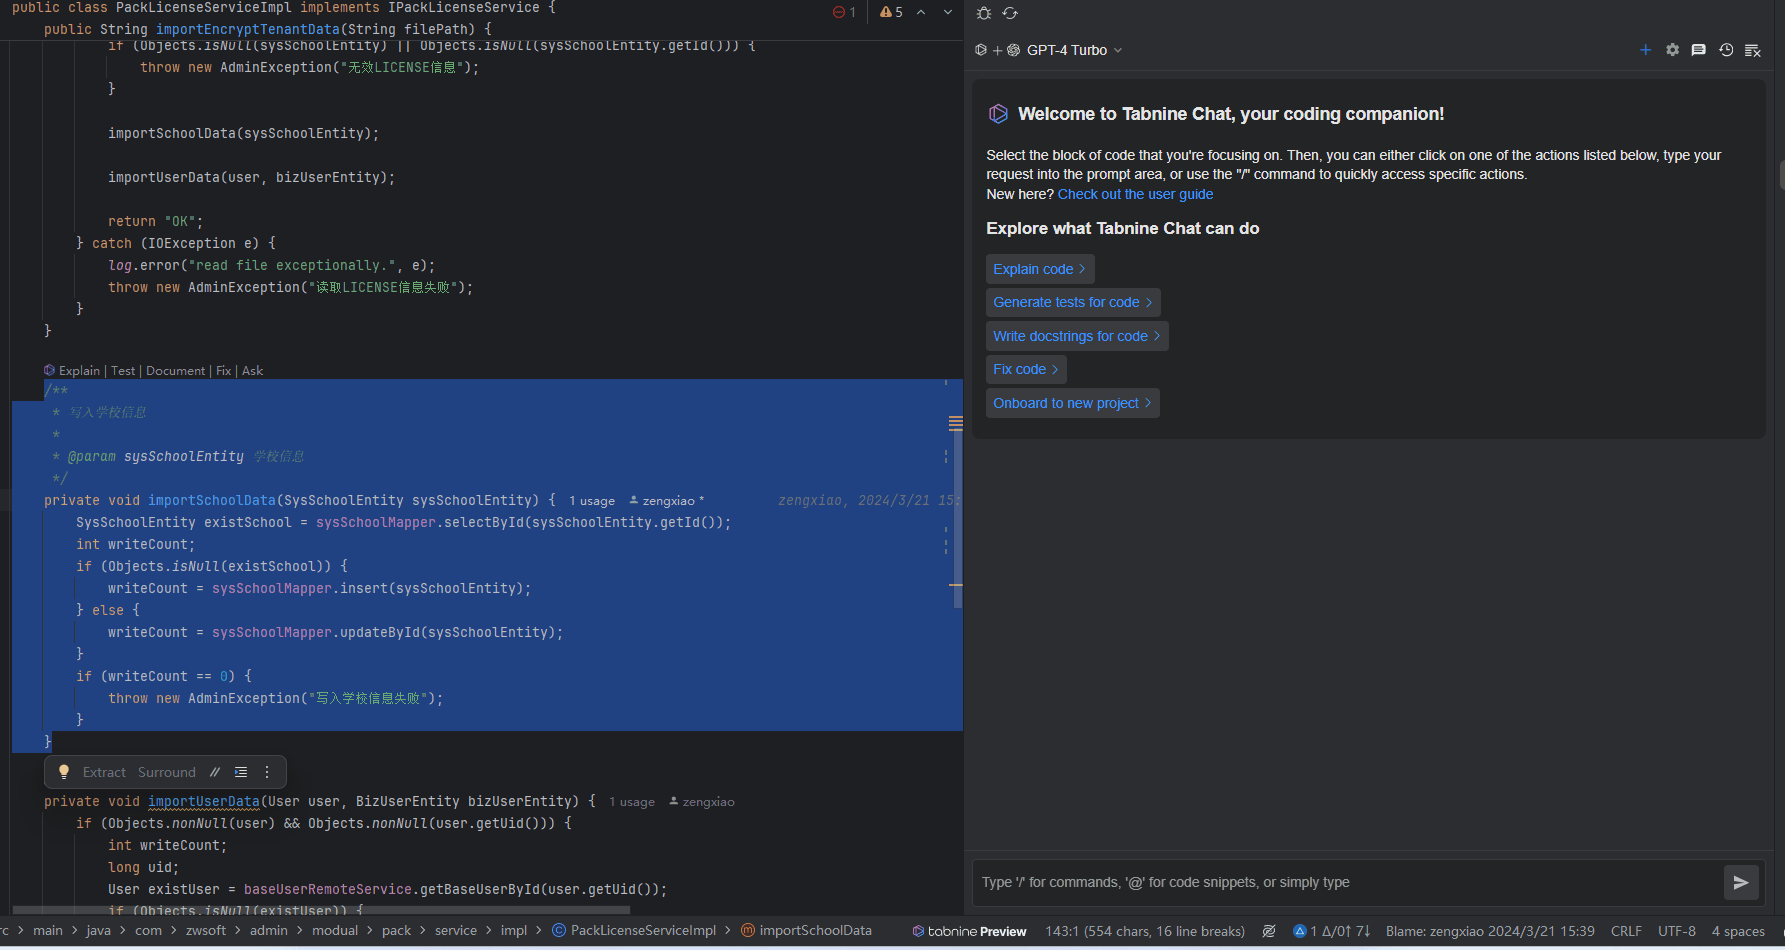 public class PackLicenseServiceImpl implements IPackLicenseService {
1
5
public String importEncryptTenantData(String filePath) {
if (Objects.isNull(sysSchoolEntity) || Objects.isNull(sysSchoolEntity.getId())) {
throw new AdminException("无效LICENSE信息");
}
importSchoolData(sysSchoolEntity);
importUserData(user, bizUserEntity);
return "OK";
} catch (IOException e) {
log.error("read file exceptionally.", e);
throw new AdminException("读取LICENSE信息失败");
}
}
Explain | Test | Document | Fix | Ask
/**
* 写入学校信息
*
* @param sysSchoolEntity 学校信息
*/
private void importSchoolData(SysSchoolEntity sysSchoolEntity) { 1 usage zengxiao * zengxiao, 2024/3/21 15:
SysSchoolEntity existSchool = sysSchoolMapper.selectById(sysSchoolEntity.getId());
int writeCount;
if (Objects.isNull(existSchool)) {
writeCount = sysSchoolMapper.insert(sysSchoolEntity);
} else {
writeCount = sysSchoolMapper.updateById(sysSchoolEntity);
}
if (writeCount == 0) {
throw new AdminException("写入学校信息失败");
}
}
Extract Surround //
private void importUserData(User user, BizUserEntity bizUserEntity) { 1 usage zengxiao
if (Objects.nonNull(user) && Objects.nonNull(user.getUid())) {
int writeCount;
long uid;
User existUser = baseUserRemoteService.getBaseUserById(user.getUid());
if (Objects.isNull(existUser)) {
+ GPT-4 Turbo
Welcome to Tabnine Chat, your coding companion!
Select the block of code that you're focusing on. Then, you can either click on one of the actions listed below, type your
request into the prompt area, or use the "/" command to quickly access specific actions.
New here? Check out the user guide
Explore what Tabnine Chat can do
Explain code >
Generate tests for code >
Write docstrings for code >
Fix code >
Onboard to new project >
Type '/' for commands, '@' for code snippets, or simply type
rc > main > java > com > zwsoft > admin > modual > pack > service > impl > PackLicenseServiceImpl > importSchoolData
tabnine Preview
143:1 (554 chars, 16 line breaks)
1 Δ/0↑ 7↓
Blame: zengxiao 2024/3/21 15:39
CRLF
UTF-8
4 spaces